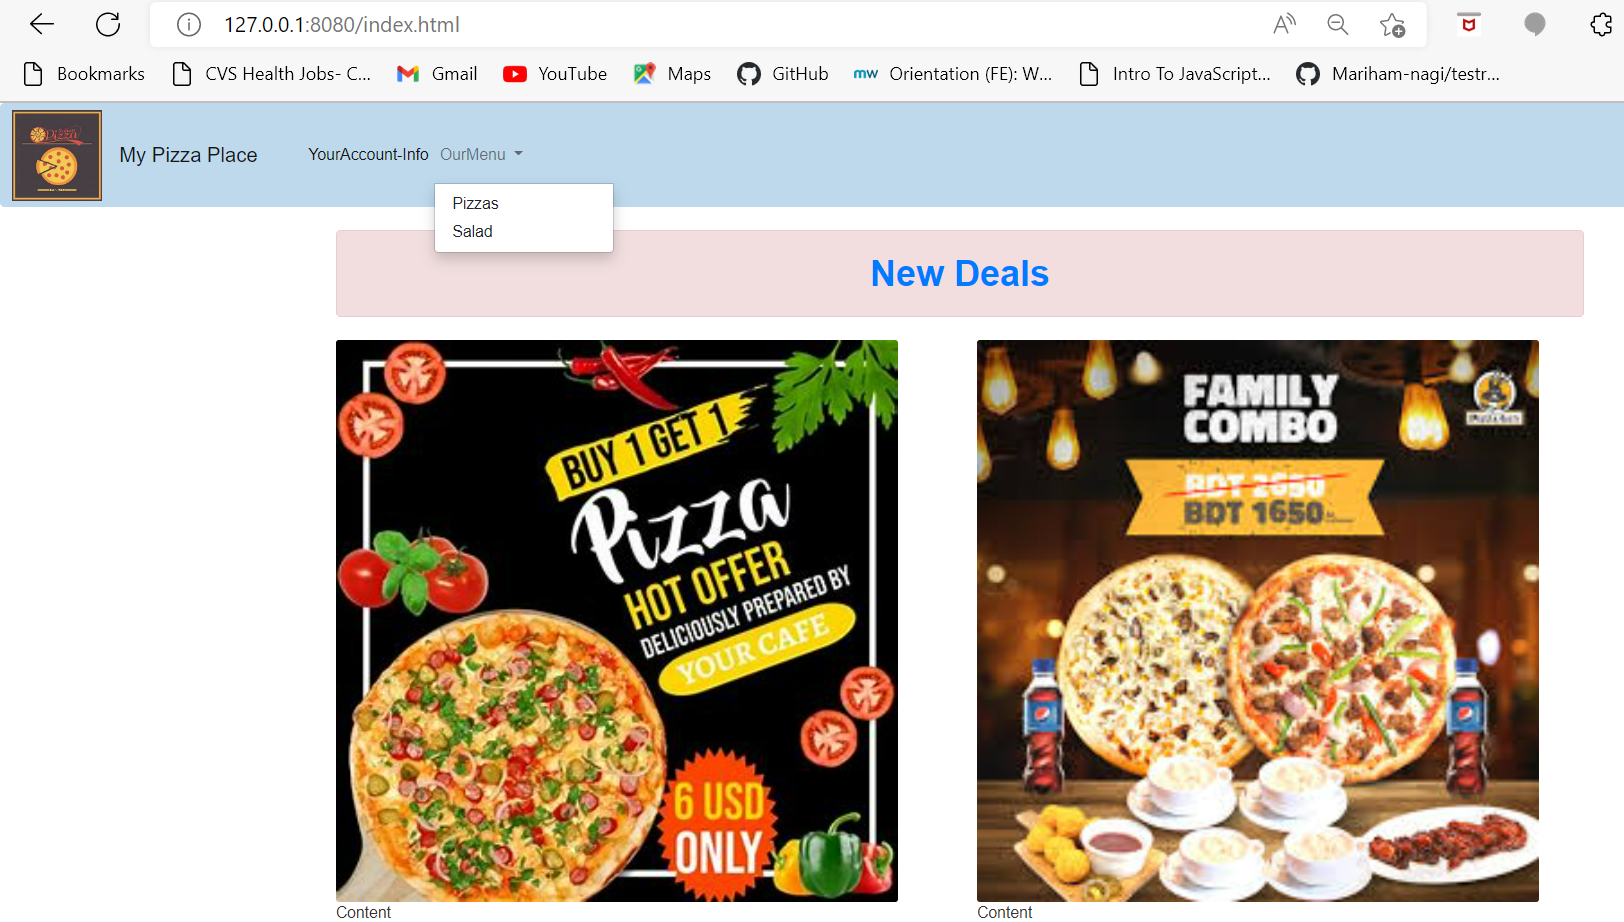 127.0.0.1:8080/index.html
Bookmarks
CVS Health Jobs- C...
Gmail
YouTube
Maps
GitHub
Orientation (FE): W...
Intro To JavaScript...
Mariham-nagi/testr...
Pizza
My Pizza Place
YourAccount-Info
OurMenu
Pizzas
Salad
New Deals
BUY 1 GET 1
Pizza
HOT OFFER
DELICIOUSLY PREPARED BY
YOUR CAFE
6 USD
ONLY
FAMILY
COMBO
BDT 2650
BDT 1650
Content
Content